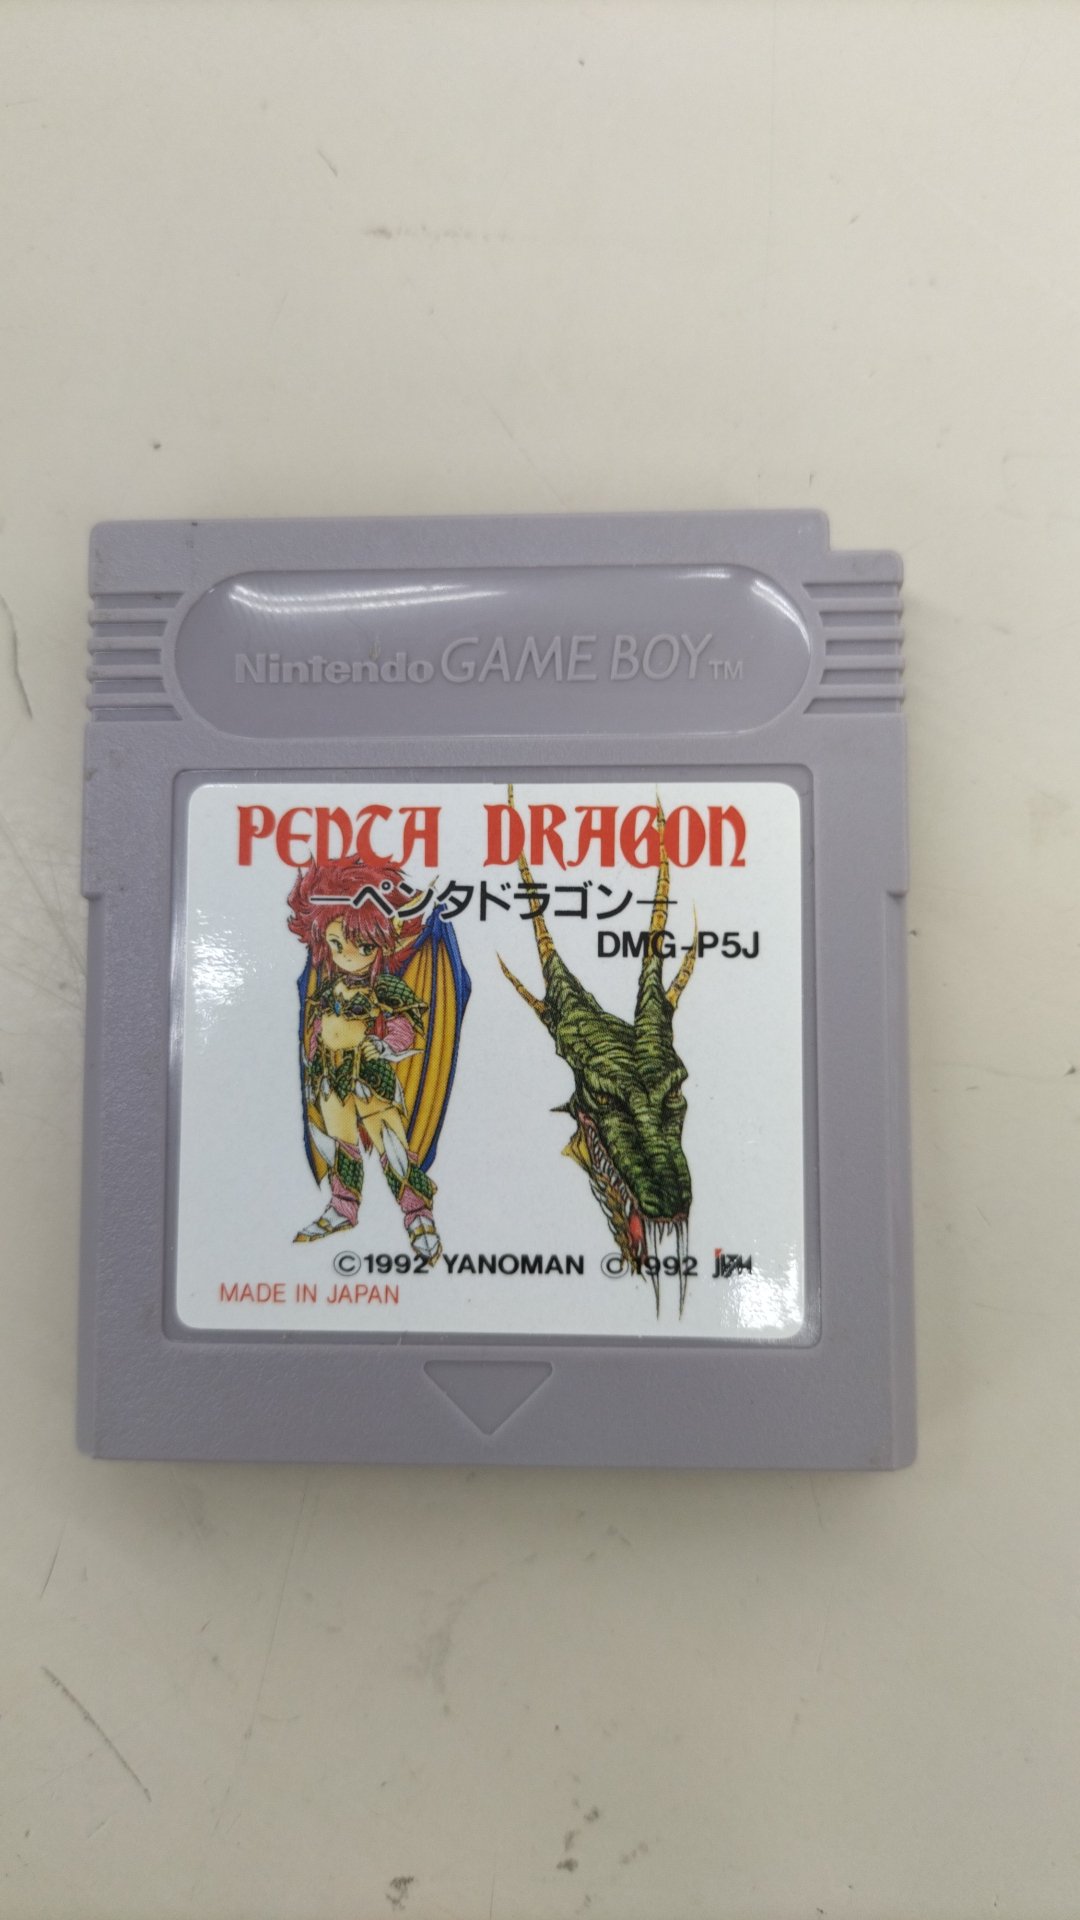 Nintendo GAME BOY TM
PENTA DRAGON
—ペンタドラゴン—
DMG-P5J
©1992 YANOMAN ©1992
MADE IN JAPAN